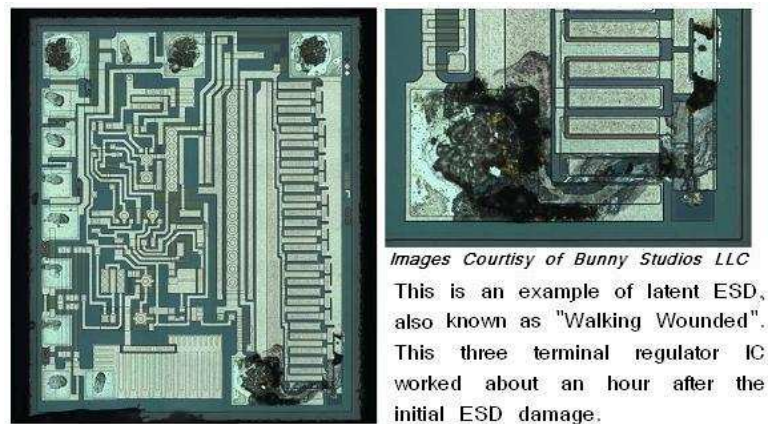 Images Courtisy of Bunny Studios LLC
This is an example of latent ESD,
also known as "Walking Wounded".
This three terminal regulator IC
worked about an hour after the
initial ESD damage.